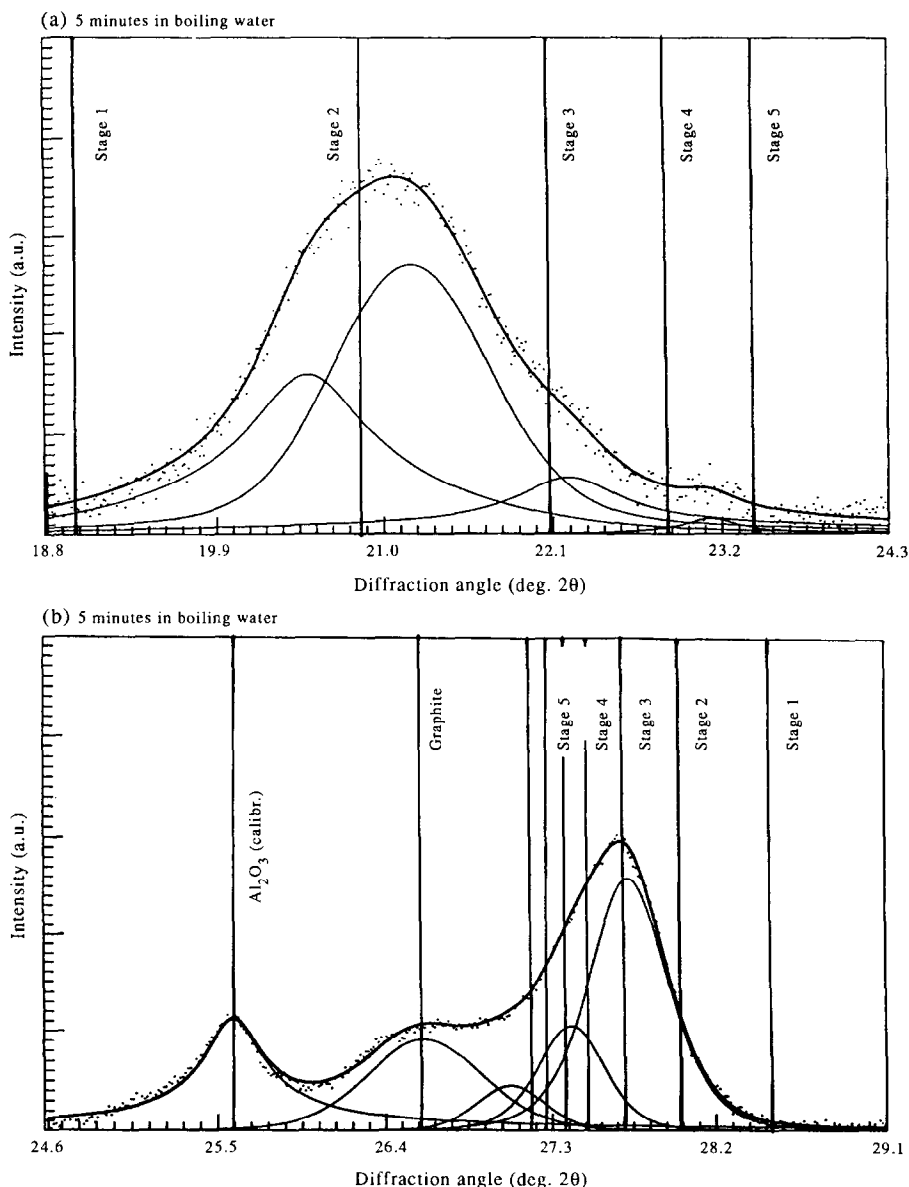 (a) 5 minutes in boiling water
Intensity (a.u.)
Stage 1
Stage 2
Stage 3
Stage 4
Stage 5
18.8 19.9 21.0 22.1 23.2 24.3
Diffraction angle (deg. 2θ)
(b) 5 minutes in boiling water
Intensity (a.u.)
Al₂O₃ (calibr.)
Graphite
Stage 5
Stage 4
Stage 3
Stage 2
Stage 1
24.6 25.5 26.4 27.3 28.2 29.1
Diffraction angle (deg. 2θ)